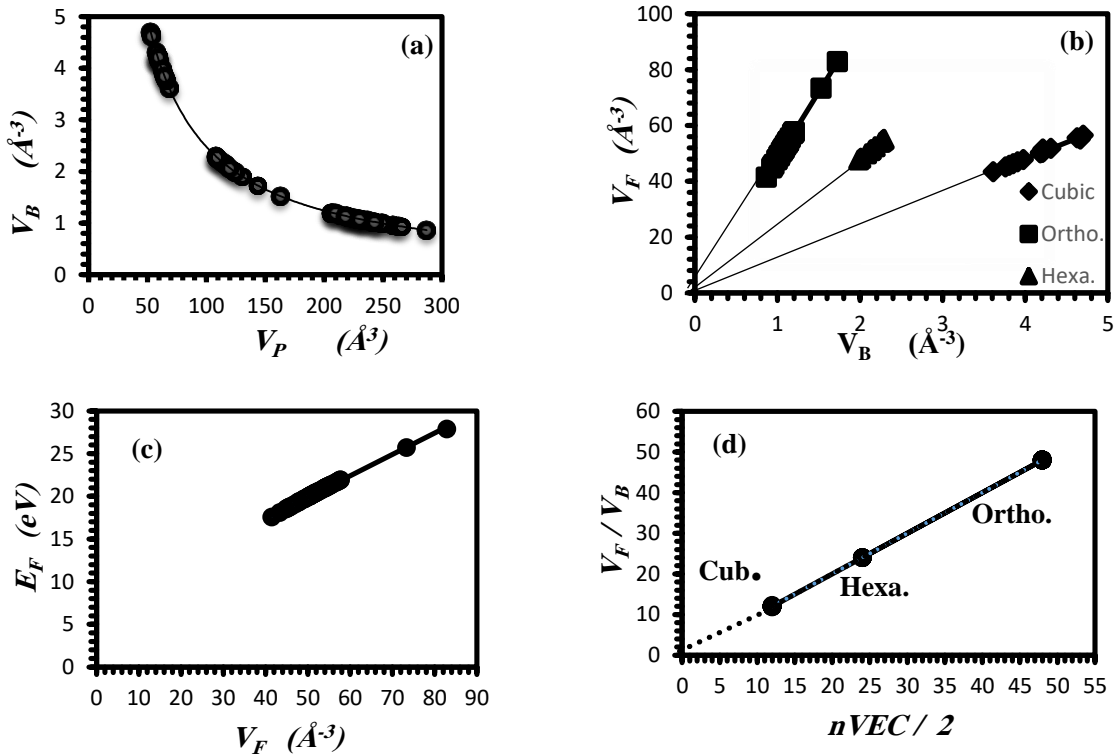 (a)
5
4
3
2
1
0
V_B (Å⁻³)
0 50 100 150 200 250 300
V_P (Å³)
(b)
100
80
60
40
20
0
V_F (Å⁻³)
Cubic
Ortho.
Hexa.
0 1 2 3 4 5
V_B (Å⁻³)
(c)
30
25
20
15
10
5
0
E_F (eV)
0 10 20 30 40 50 60 70 80 90
V_F (Å⁻³)
(d)
60
50
40
30
20
10
0
V_F / V_B
Ortho.
Cub.
Hexa.
0 5 10 15 20 25 30 35 40 45 50 55
nVEC / 2